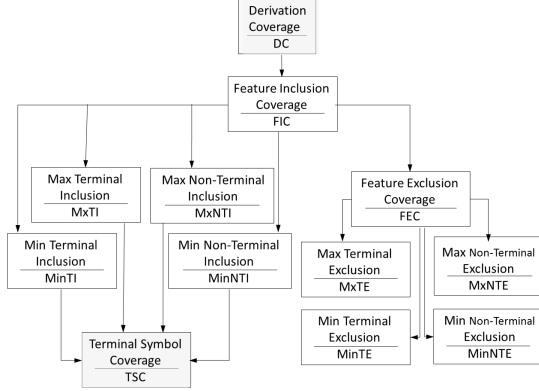 Derivation
Coverage
DC
Feature Inclusion
Coverage
FIC
Max Terminal
Inclusion
MxTI
Max Non-Terminal
Inclusion
MxNTI
Feature Exclusion
Coverage
FEC
Min Terminal
Inclusion
MinTI
Min Non-Terminal
Inclusion
MinNTI
Max Terminal
Exclusion
MxTE
Max Non-Terminal
Exclusion
MxNTE
Min Terminal
Exclusion
MinTE
Min Non-Terminal
Exclusion
MinNTE
Terminal Symbol
Coverage
TSC